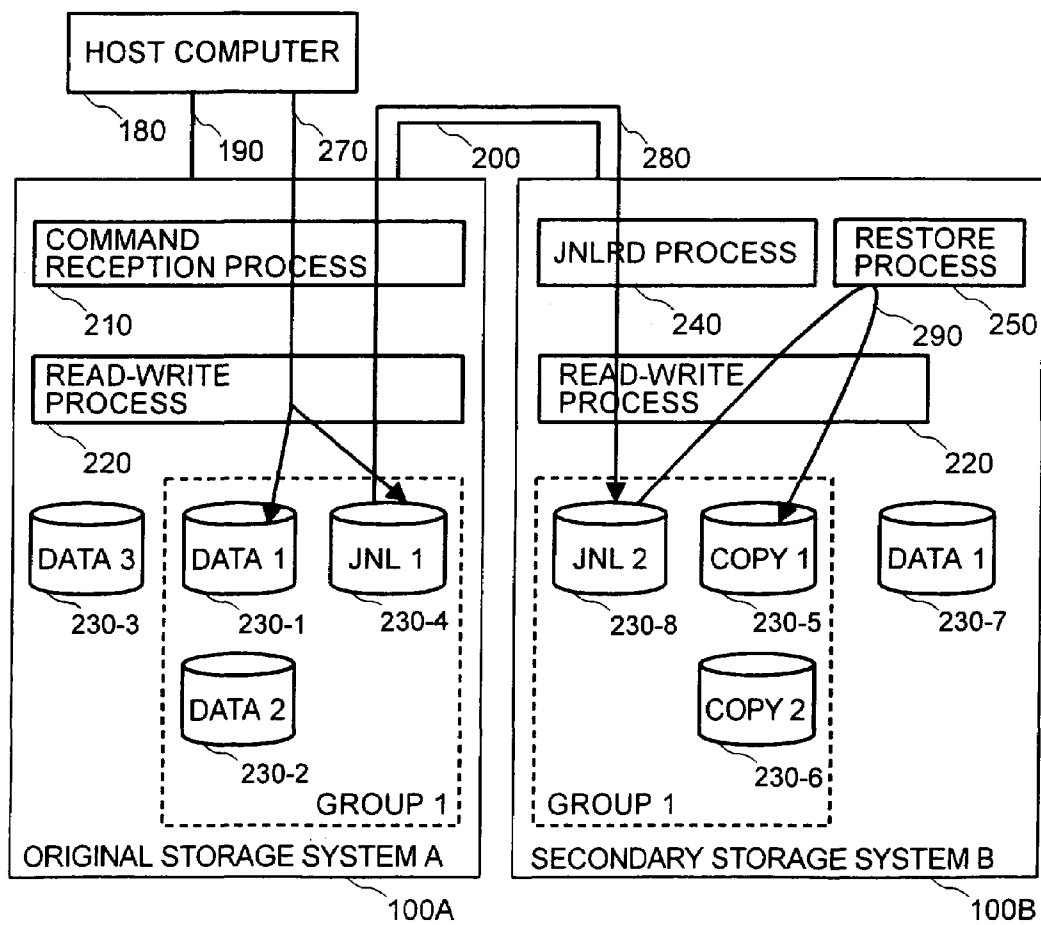 HOST COMPUTER
180
190
270
200
280
COMMAND
RECEPTION PROCESS
210
JNLRD PROCESS
240
RESTORE
PROCESS
290
250
READ-WRITE
PROCESS
220
READ-WRITE
PROCESS
220
DATA 3
230-3
DATA 1
230-1
JNL 1
230-4
JNL 2
230-8
COPY 1
230-5
DATA 1
230-7
DATA 2
230-2
COPY 2
230-6
GROUP 1
GROUP 1
ORIGINAL STORAGE SYSTEM A
SECONDARY STORAGE SYSTEM B
100A
100B